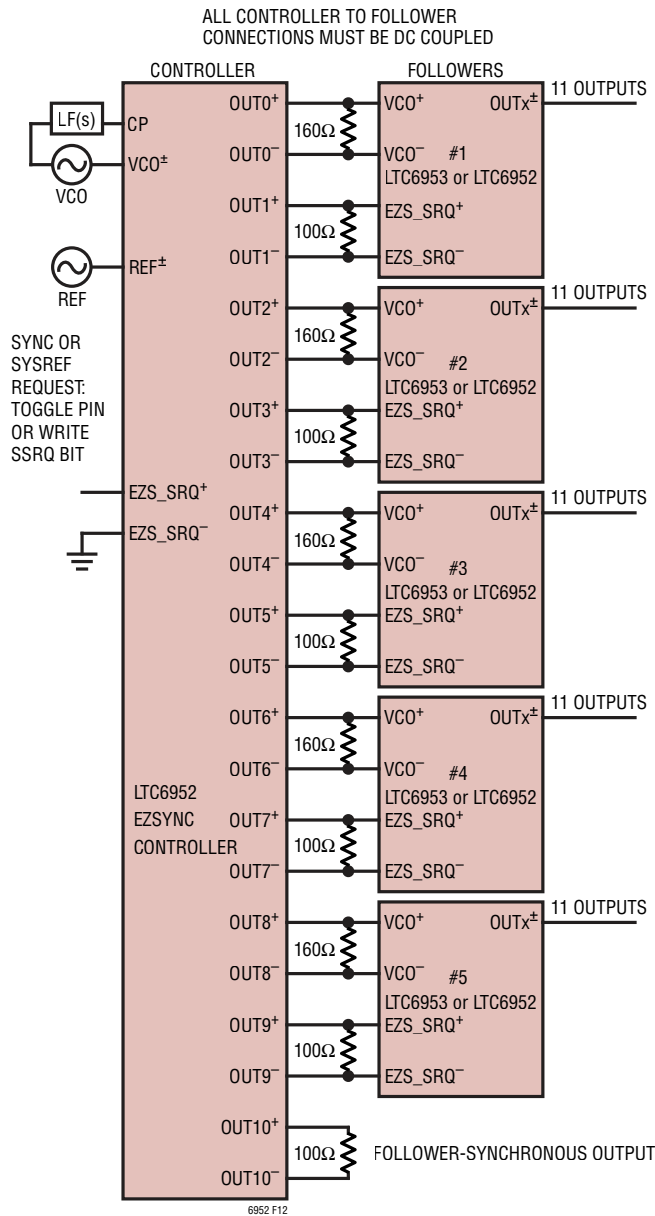 ALL CONTROLLER TO FOLLOWER
CONNECTIONS MUST BE DC COUPLED
CONTROLLER
FOLLOWERS
LF(s)
CP
VCO±
VCO
REF±
REF
SYNC OR
SYSREF
REQUEST:
TOGGLE PIN
OR WRITE
SSRQ BIT
EZS_SRQ+
EZS_SRQ–
LTC6952
EZSYNC
CONTROLLER
OUT0+
160Ω
OUT0–
OUT1+
100Ω
OUT1–
VCO+
OUTx±
11 OUTPUTS
VCO–
#1
LTC6953 or LTC6952
EZS_SRQ+
EZS_SRQ–
OUT2+
160Ω
OUT2–
OUT3+
100Ω
OUT3–
VCO+
OUTx±
11 OUTPUTS
VCO–
#2
LTC6953 or LTC6952
EZS_SRQ+
EZS_SRQ–
OUT4+
160Ω
OUT4–
OUT5+
100Ω
OUT5–
VCO+
OUTx±
11 OUTPUTS
VCO–
#3
LTC6953 or LTC6952
EZS_SRQ+
EZS_SRQ–
OUT6+
160Ω
OUT6–
OUT7+
100Ω
OUT7–
VCO+
OUTx±
11 OUTPUTS
VCO–
#4
LTC6953 or LTC6952
EZS_SRQ+
EZS_SRQ–
OUT8+
160Ω
OUT8–
OUT9+
100Ω
OUT9–
VCO+
OUTx±
11 OUTPUTS
VCO–
#5
LTC6953 or LTC6952
EZS_SRQ+
EZS_SRQ–
OUT10+
100Ω
OUT10–
FOLLOWER-SYNCHRONOUS OUTPUT
6952 F12